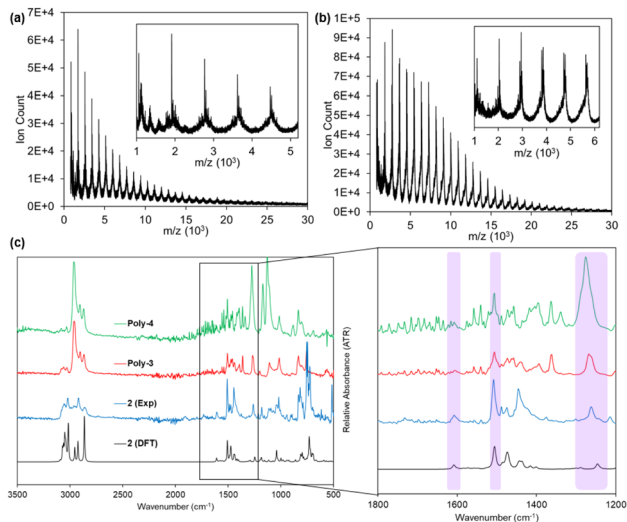 (a)
7E+4
6E+4
5E+4
4E+4
3E+4
2E+4
1E+4
0E+0
Ion Count
0 5 10 15 20 25 30
m/z (10³)
1 2 3 4 5
m/z (10³)
(b)
1E+5
9E+4
8E+4
7E+4
6E+4
5E+4
4E+4
3E+4
2E+4
1E+4
0E+0
Ion Count
0 5 10 15 20 25 30
m/z (10³)
1 2 3 4 5 6
m/z (10³)
(c)
Poly-4
Poly-3
2 (Exp)
2 (DFT)
3500 3000 2500 2000 1500 1000 500
Wavenumber (cm⁻¹)
Relative Absorbance (ATR)
1800 1600 1400 1200
Wavenumber (cm⁻¹)